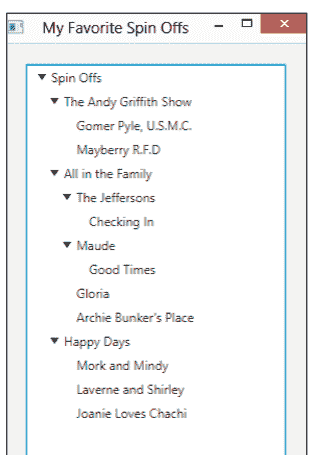 My Favorite Spin Offs
Spin Offs
The Andy Griffith Show
Gomer Pyle, U.S.M.C.
Mayberry R.F.D
All in the Family
The Jeffersons
Checking In
Maude
Good Times
Gloria
Archie Bunker's Place
Happy Days
Mork and Mindy
Laverne and Shirley
Joanie Loves Chachi